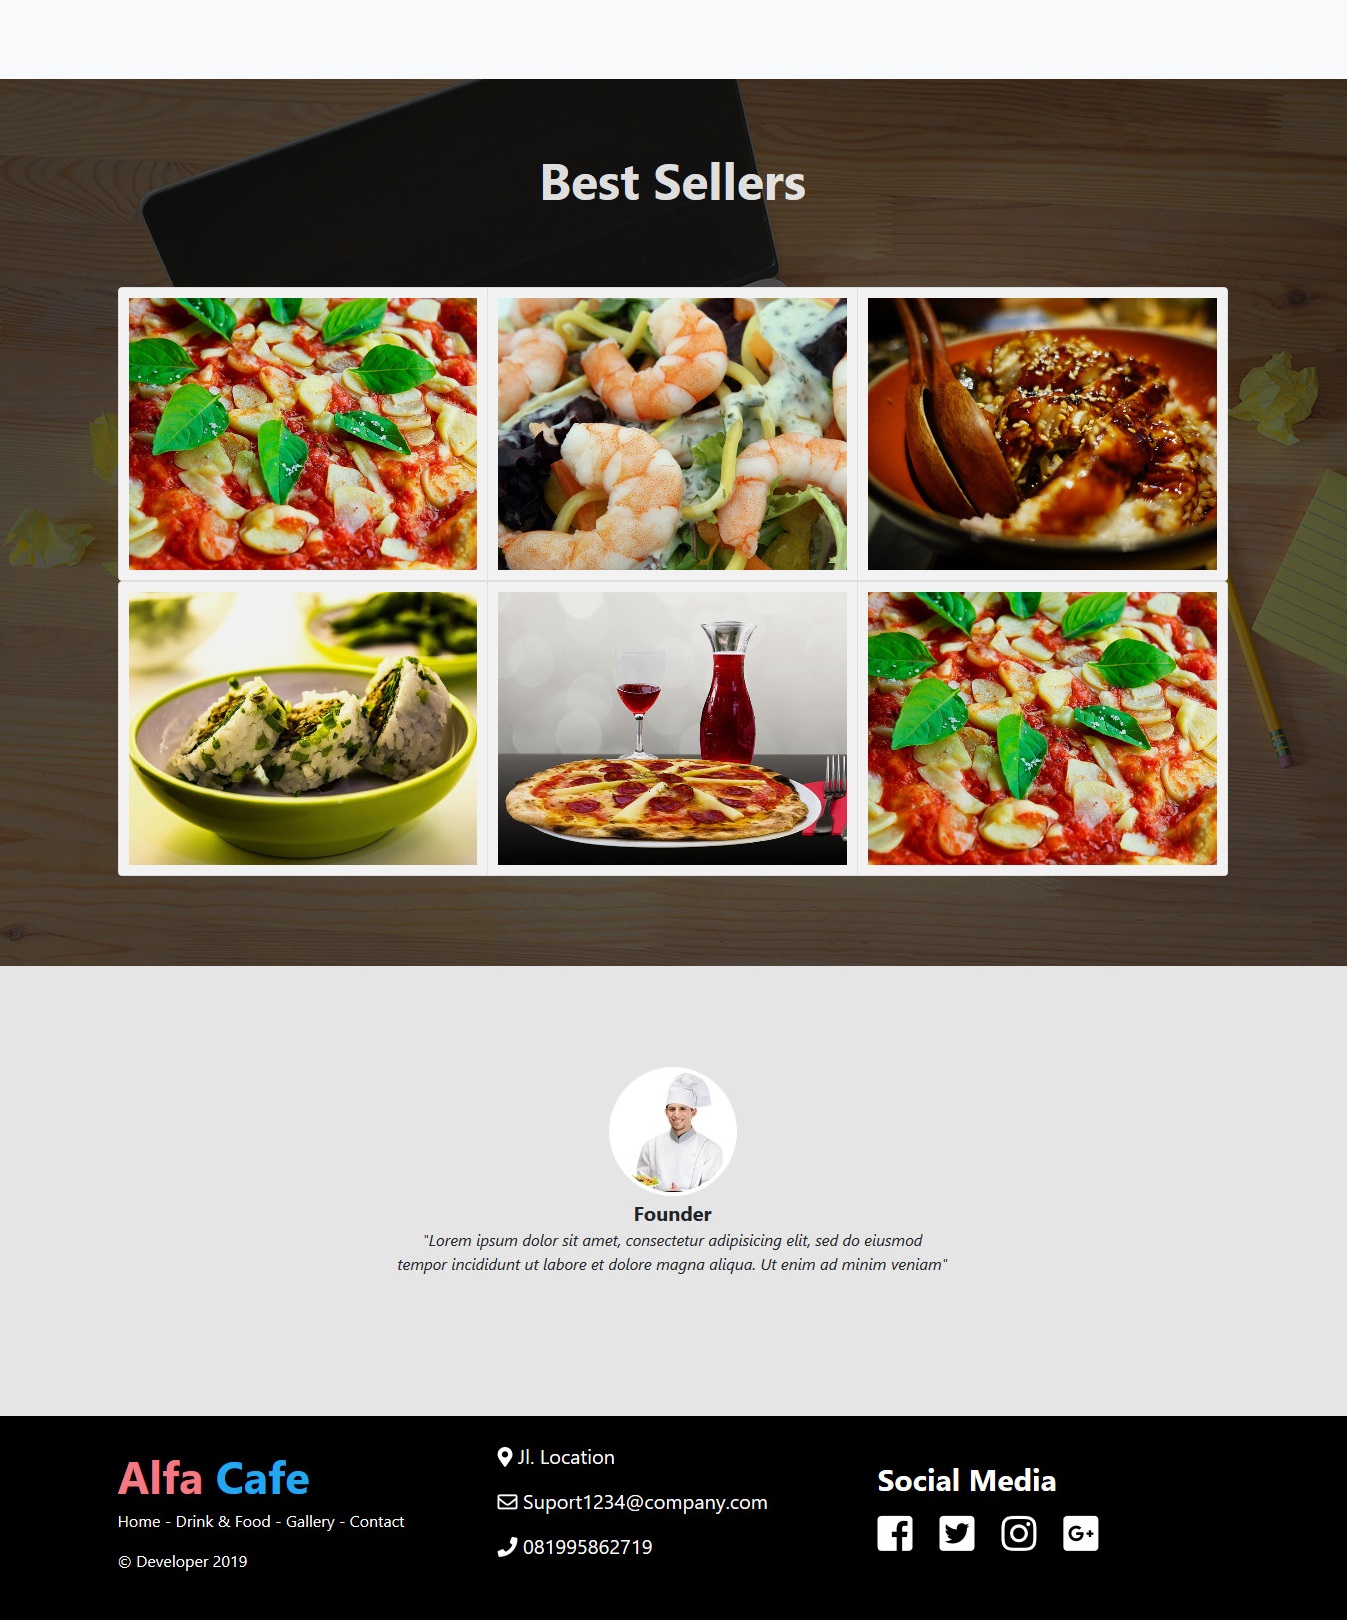 Best Sellers
Founder
"Lorem ipsum dolor sit amet, consectetur adipisicing elit, sed do eiusmod
tempor incididunt ut labore et dolore magna aliqua. Ut enim ad minim veniam"
Alfa Cafe
Home - Drink & Food - Gallery - Contact
© Developer 2019
Jl. Location
Suport1234@company.com
081995862719
Social Media
G+